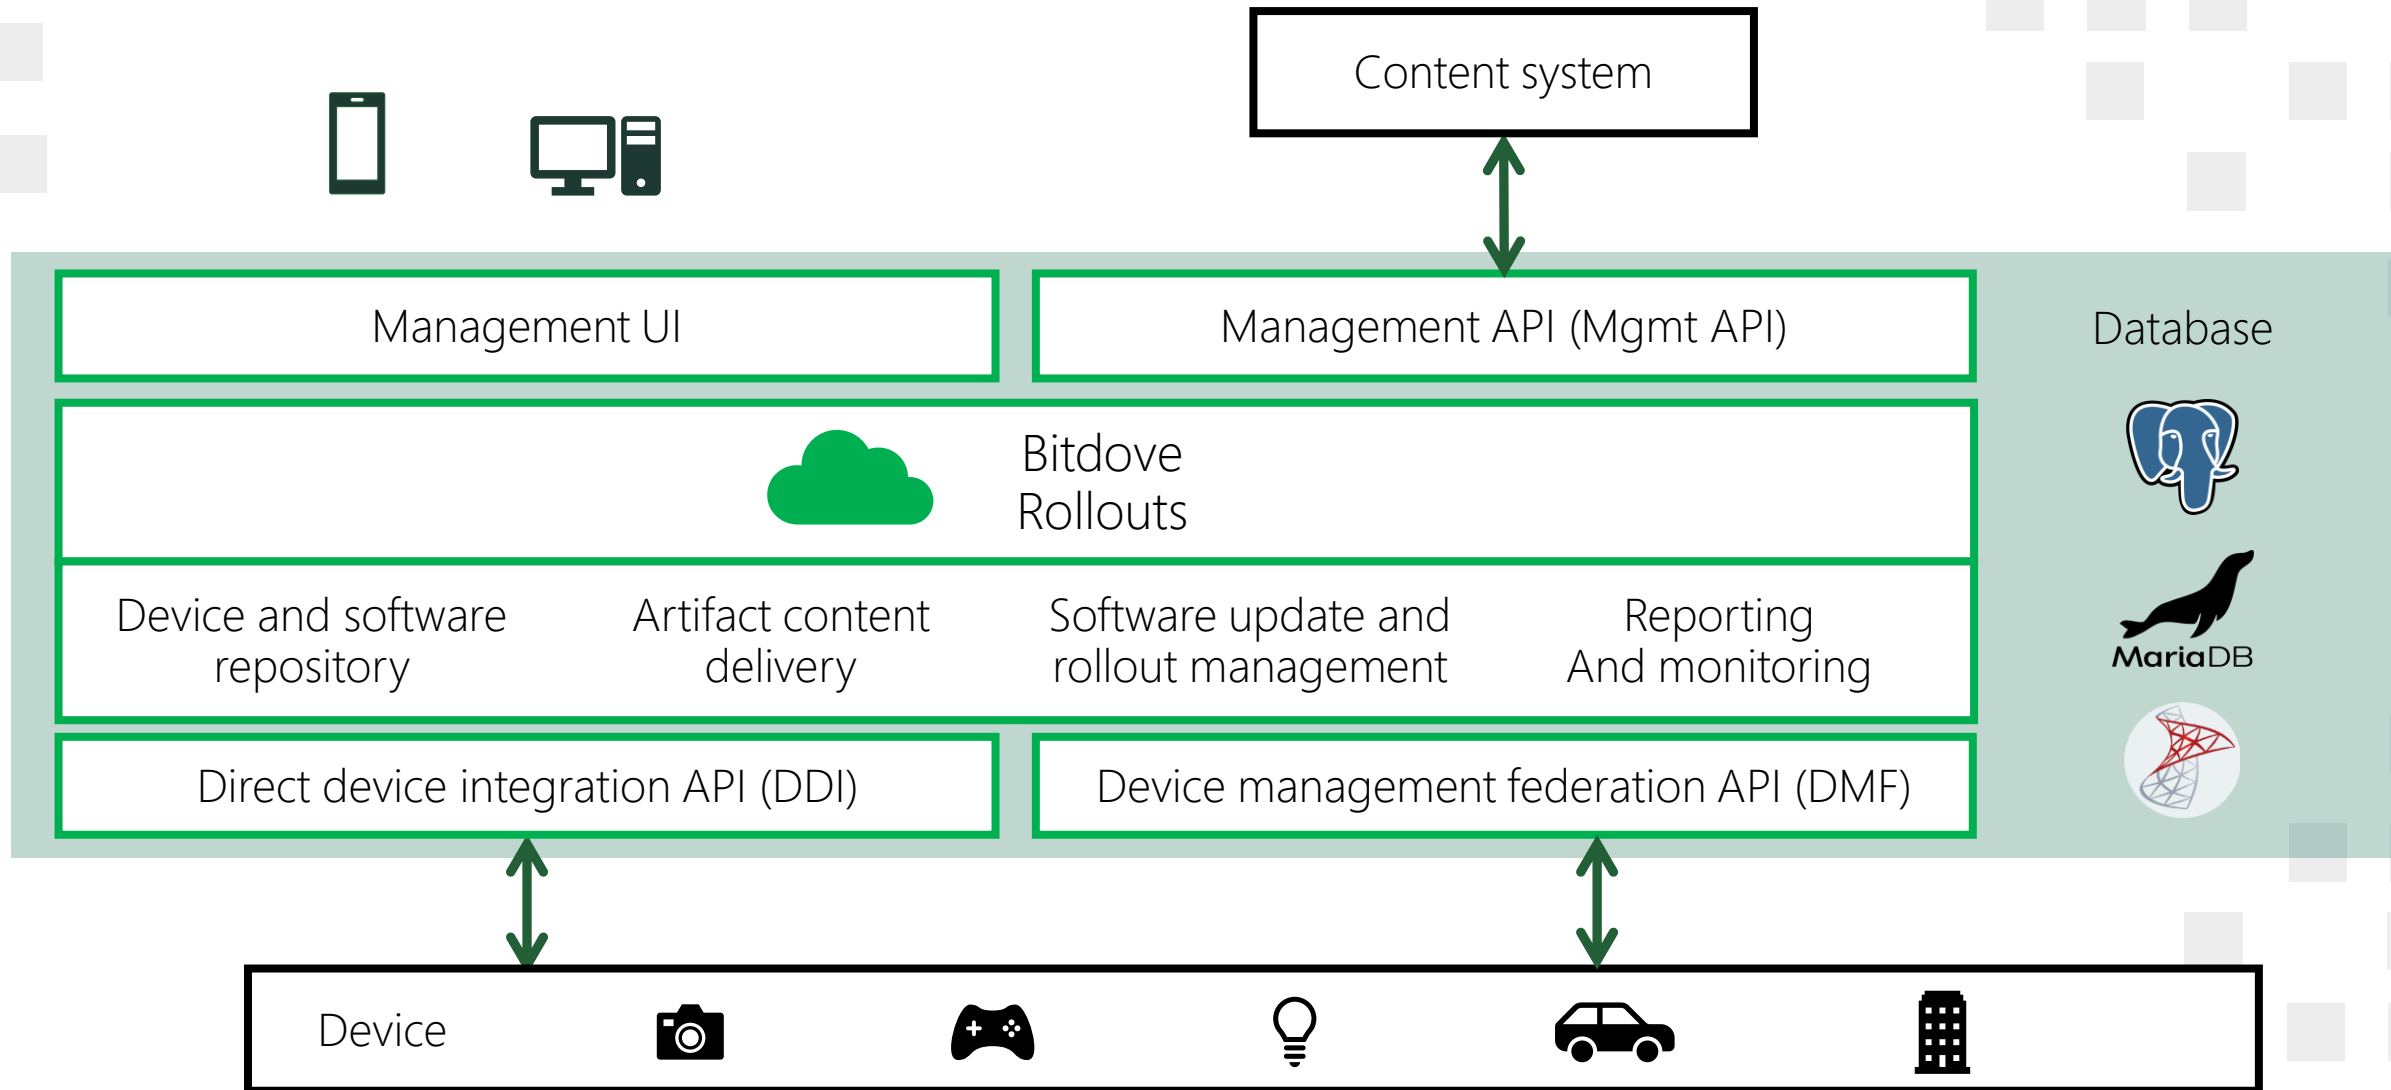 Content system
Management UI
Management API (Mgmt API)
Database
Bitdove
Rollouts
Device and software
repository
Artifact content
delivery
Software update and
rollout management
Reporting
And monitoring
MariaDB
Direct device integration API (DDI)
Device management federation API (DMF)
Device